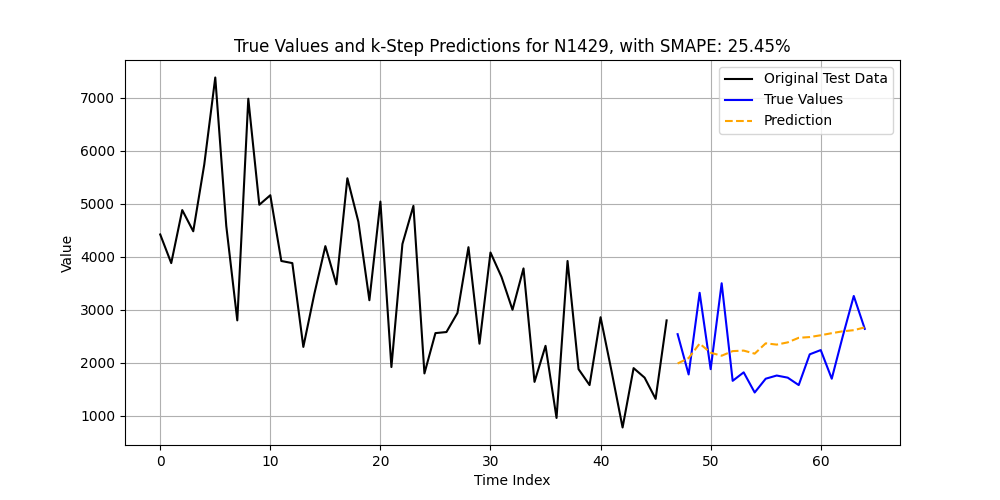 True Values and k-Step Predictions for N1429, with SMAPE: 25.45%
Original Test Data
True Values
Prediction
7000
6000
5000
4000
3000
2000
1000
Value
0 10 20 30 40 50 60
Time Index